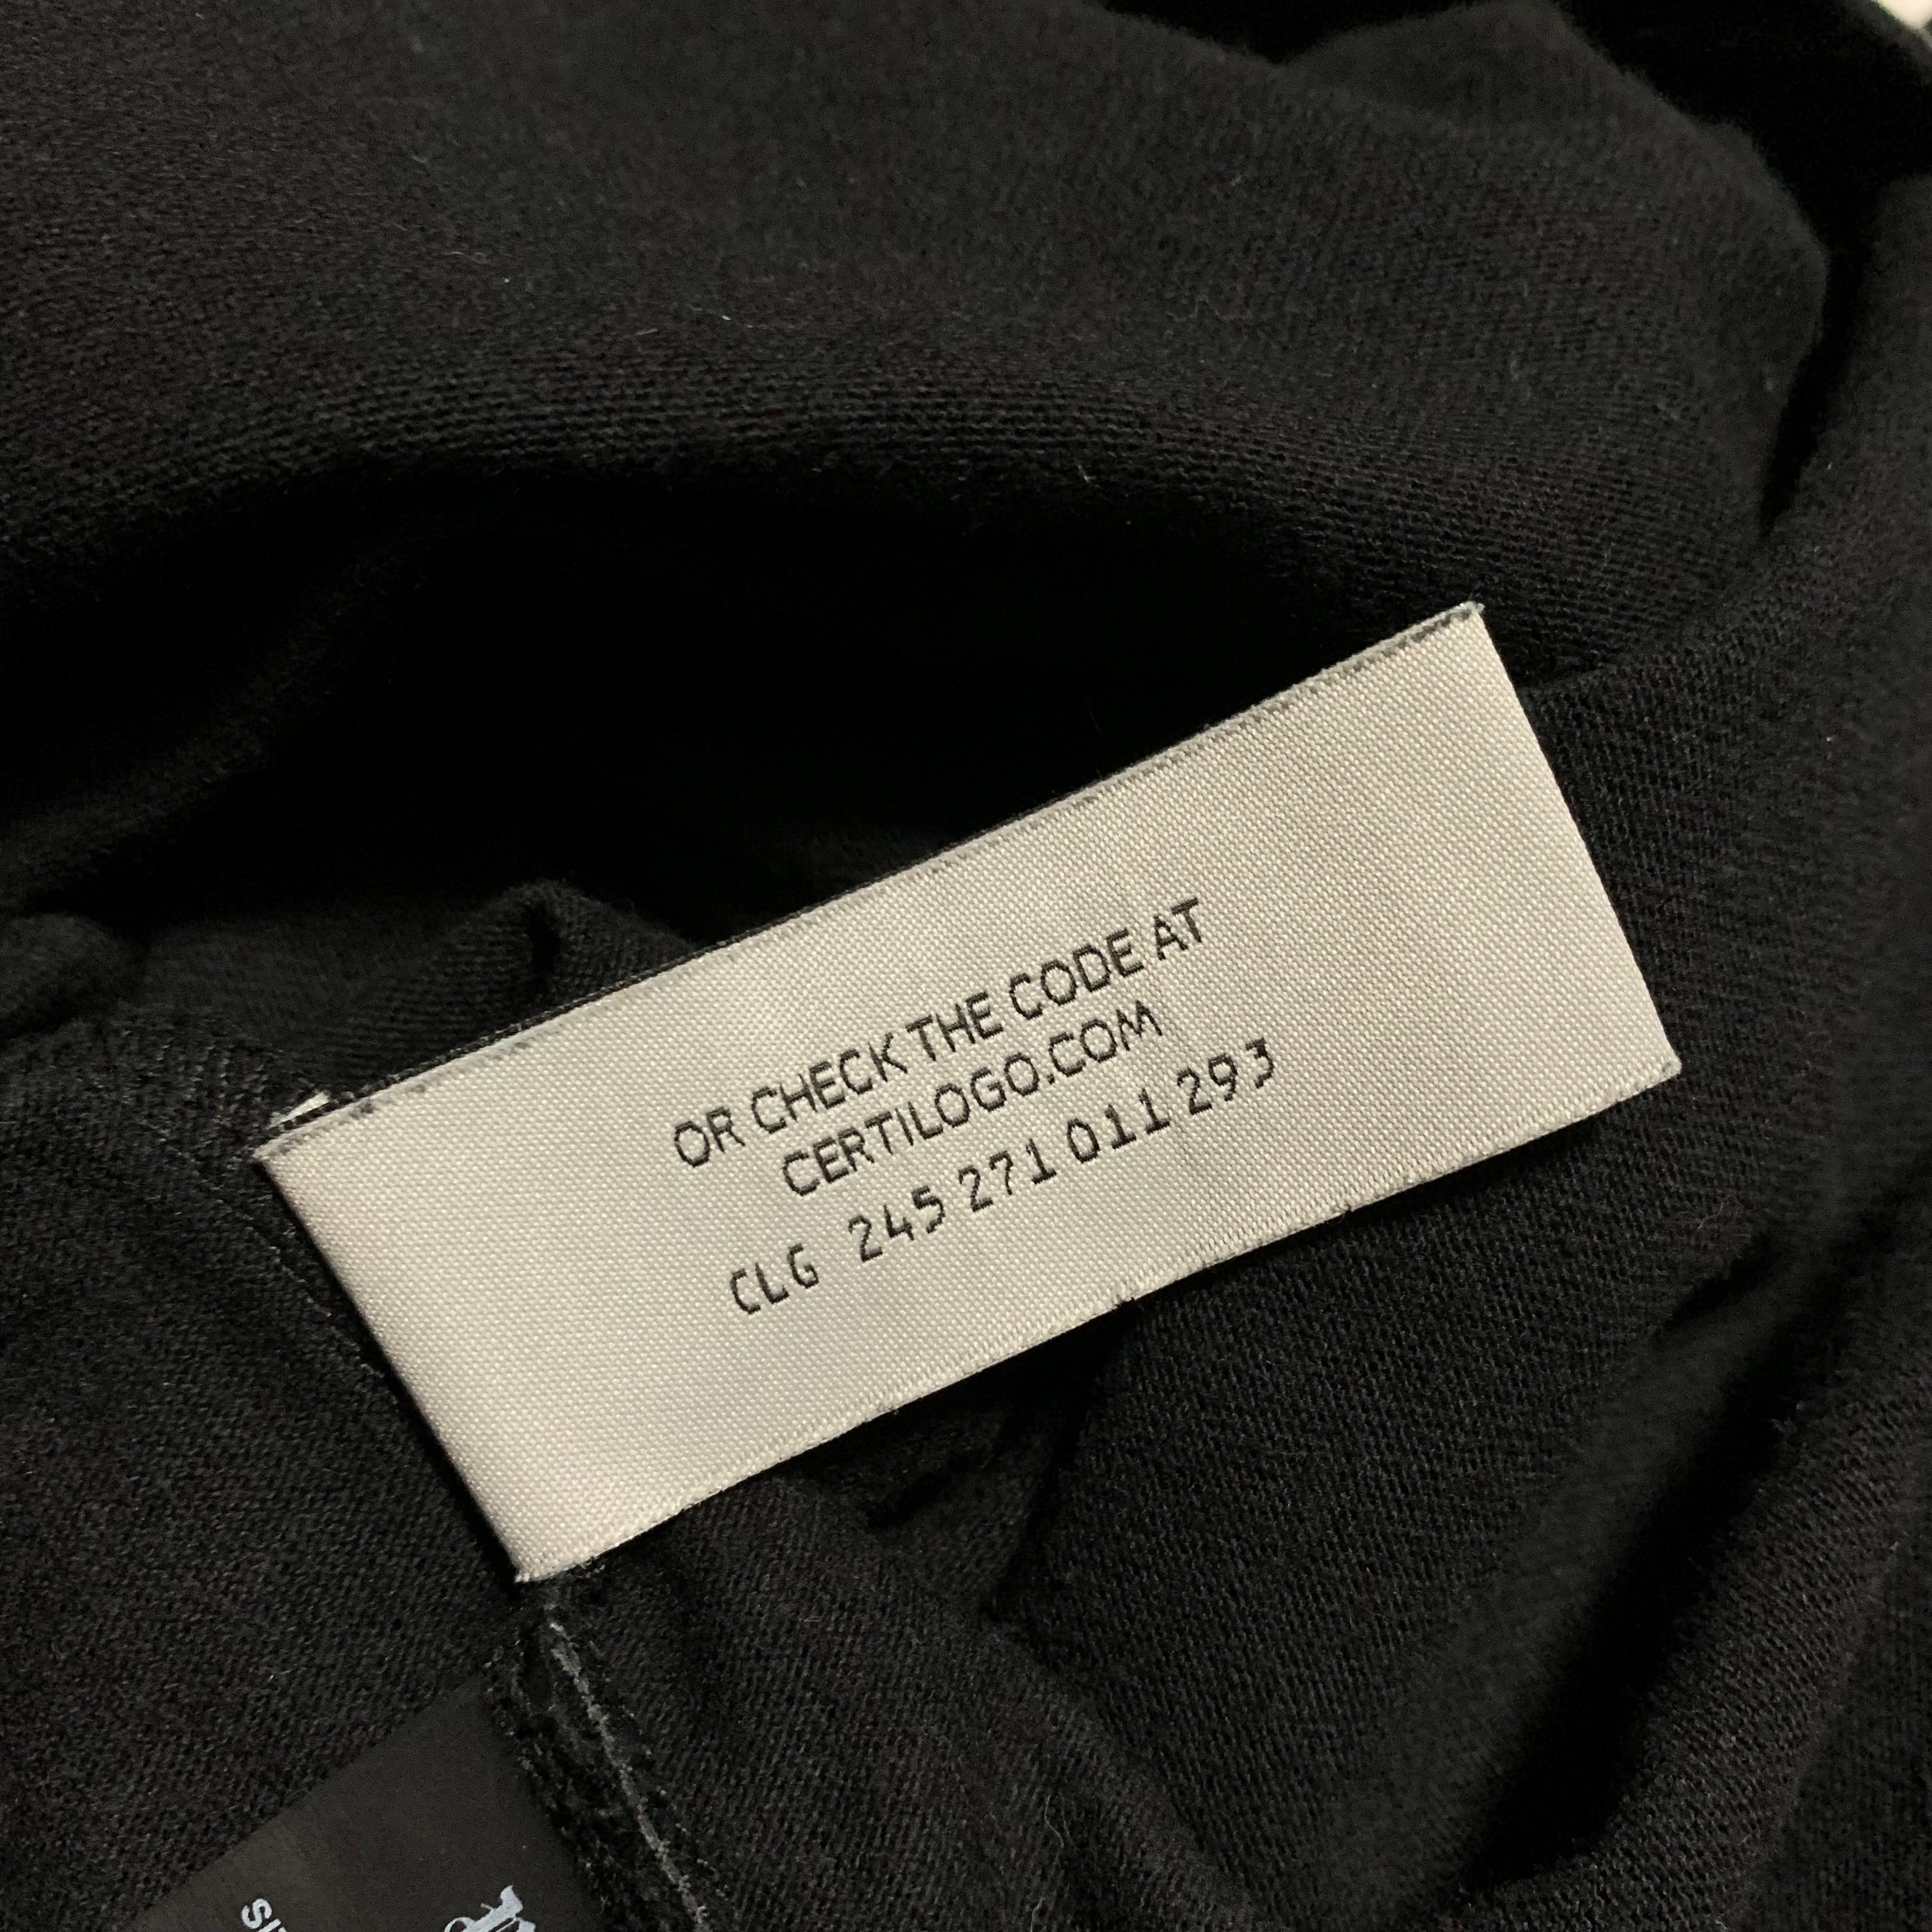 OR CHECK THE CODE AT
CERTILOGO.COM
CLG 245 271 011 293